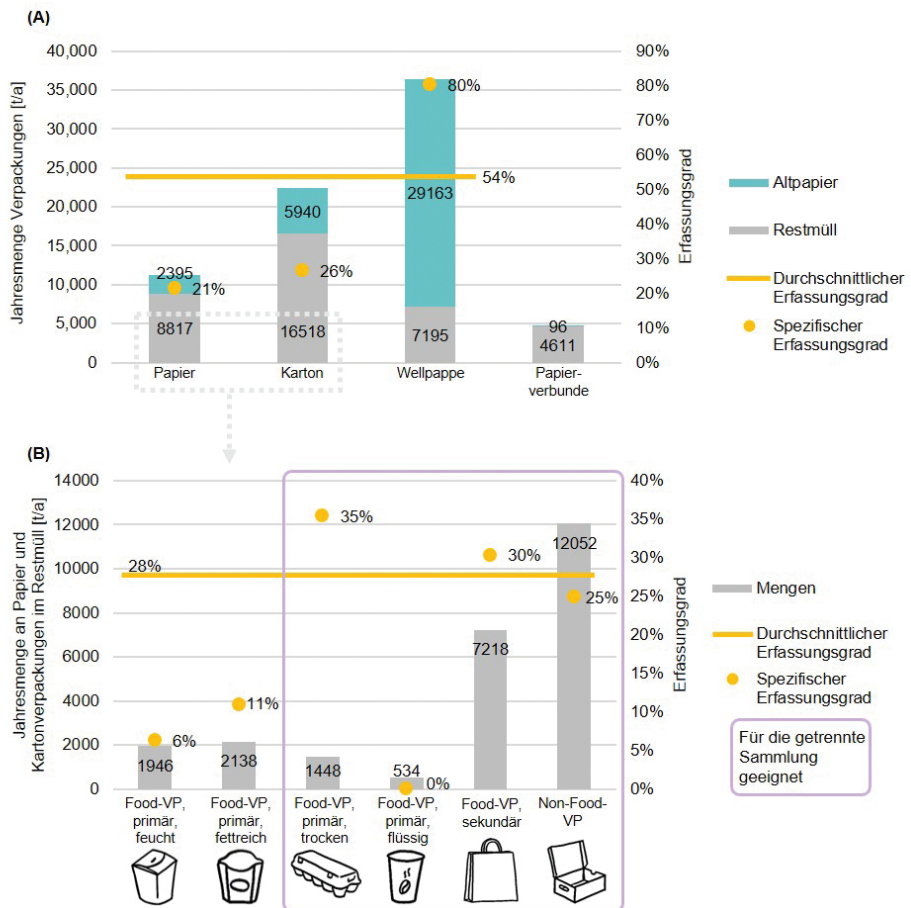 (A)
Jahresmenge Verpackungen [t/a]
40,000
35,000
30,000
25,000
20,000
15,000
10,000
5,000
0
2395
8817
21%
5940
16518
26%
29163
7195
80%
54%
96
4611
Papier
Karton
Wellpappe
Papier-
verbunde
90%
80%
70%
60%
50%
40%
30%
20%
10%
0%
Erfassungsgrad
Altpapier
Restmüll
Durchschnittlicher
Erfassungsgrad
Spezifischer
Erfassungsgrad
(B)
Jahresmenge an Papier und
Kartonverpackungen im Restmüll [t/a]
14000
12000
10000
8000
6000
4000
2000
0
28%
6%
1946
11%
2138
35%
1448
534
0%
30%
7218
12052
25%
Food-VP,
primär,
feucht
Food-VP,
primär,
fettreich
Food-VP,
primär,
trocken
Food-VP,
primär,
flüssig
Food-VP,
sekundär
Non-Food-
VP
40%
35%
30%
25%
20%
15%
10%
5%
0%
Erfassungsgrad
Mengen
Durchschnittlicher
Erfassungsgrad
Spezifischer
Erfassungsgrad
Für die getrennte
Sammlung
geeignet